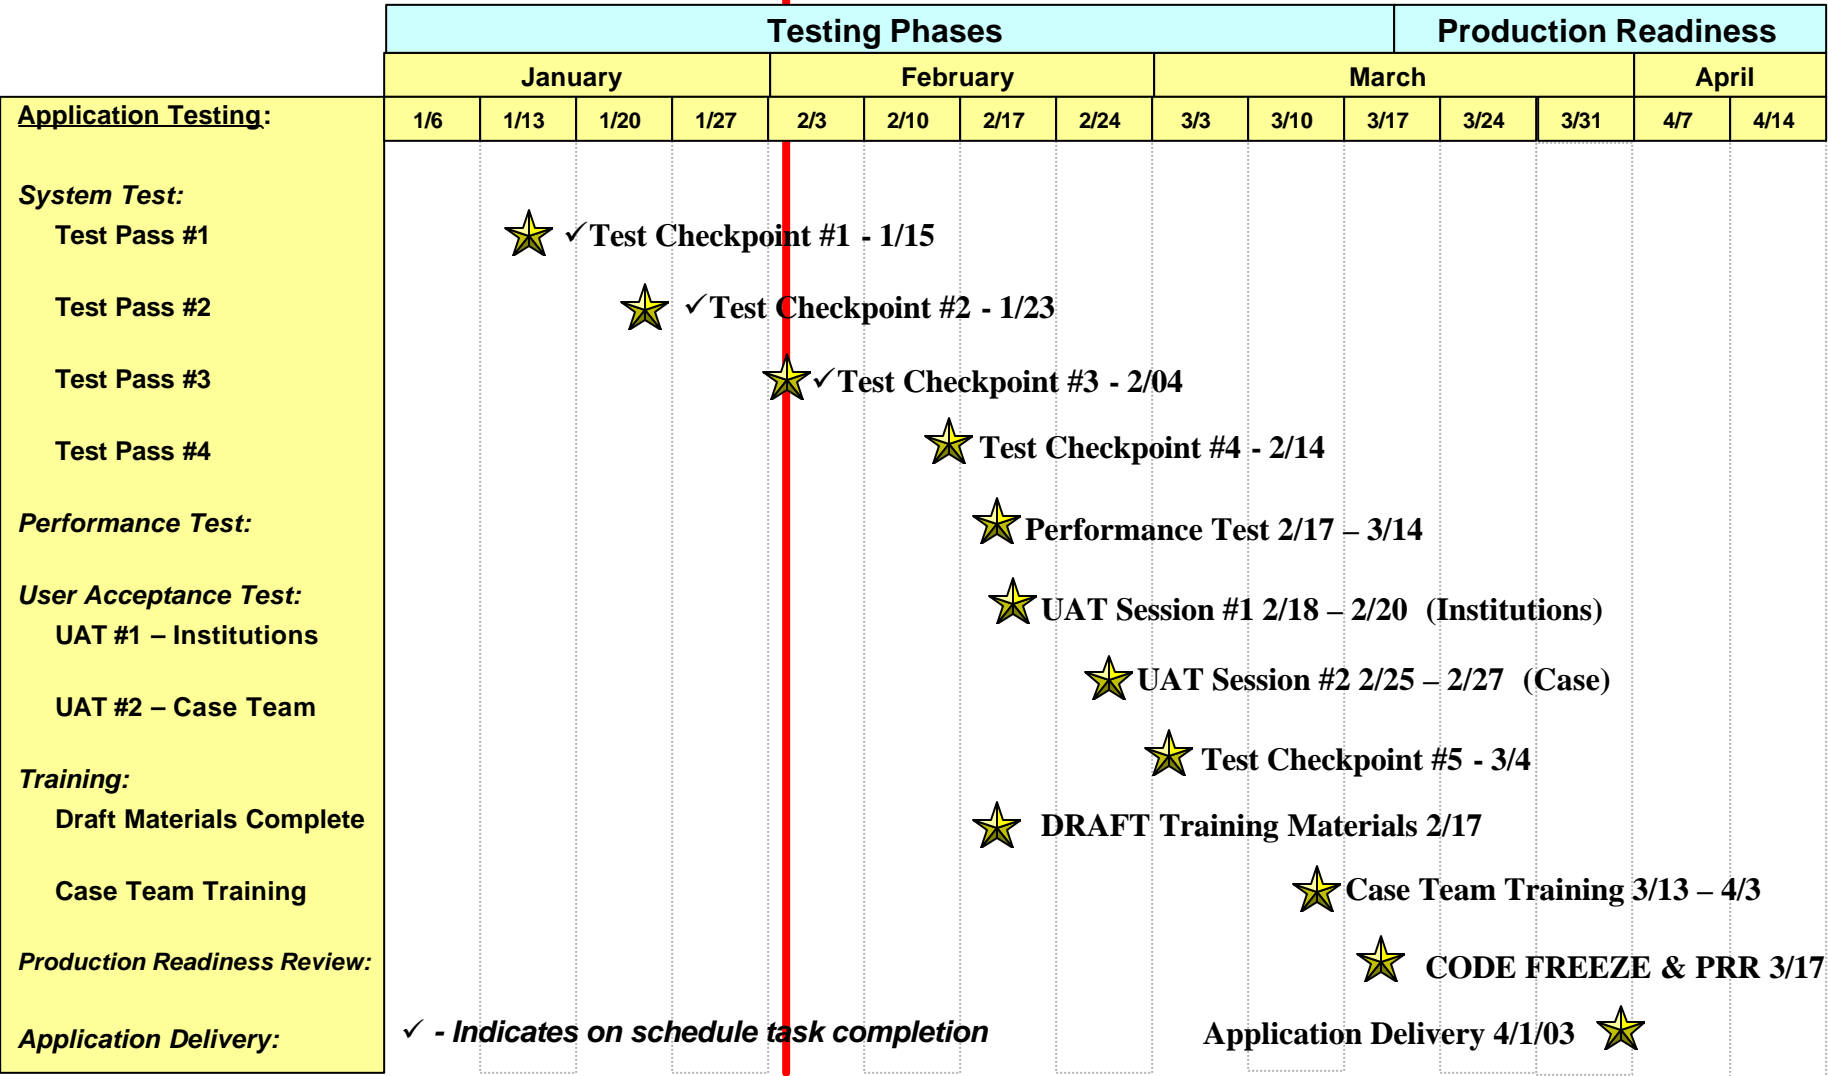 Testing Phases Production Readiness
January February March April
Application Testing: 1/6 1/13 1/20 1/27 2/3 2/10 2/17 2/24 3/3 3/10 3/17 3/24 3/31 4/7 4/14
System Test:
Test Pass #1 ✓Test Checkpoint #1 - 1/15
Test Pass #2 ✓Test Checkpoint #2 - 1/23
Test Pass #3 ✓Test Checkpoint #3 - 2/04
Test Pass #4 Test Checkpoint #4 - 2/14
Performance Test: Performance Test 2/17 – 3/14
User Acceptance Test: UAT Session #1 2/18 – 2/20 (Institutions)
UAT #1 – Institutions
UAT Session #2 2/25 – 2/27 (Case)
UAT #2 – Case Team
Test Checkpoint #5 - 3/4
Training:
Draft Materials Complete DRAFT Training Materials 2/17
Case Team Training Case Team Training 3/13 – 4/3
Production Readiness Review: CODE FREEZE & PRR 3/17
Application Delivery: ✓ - Indicates on schedule task completion Application Delivery 4/1/03